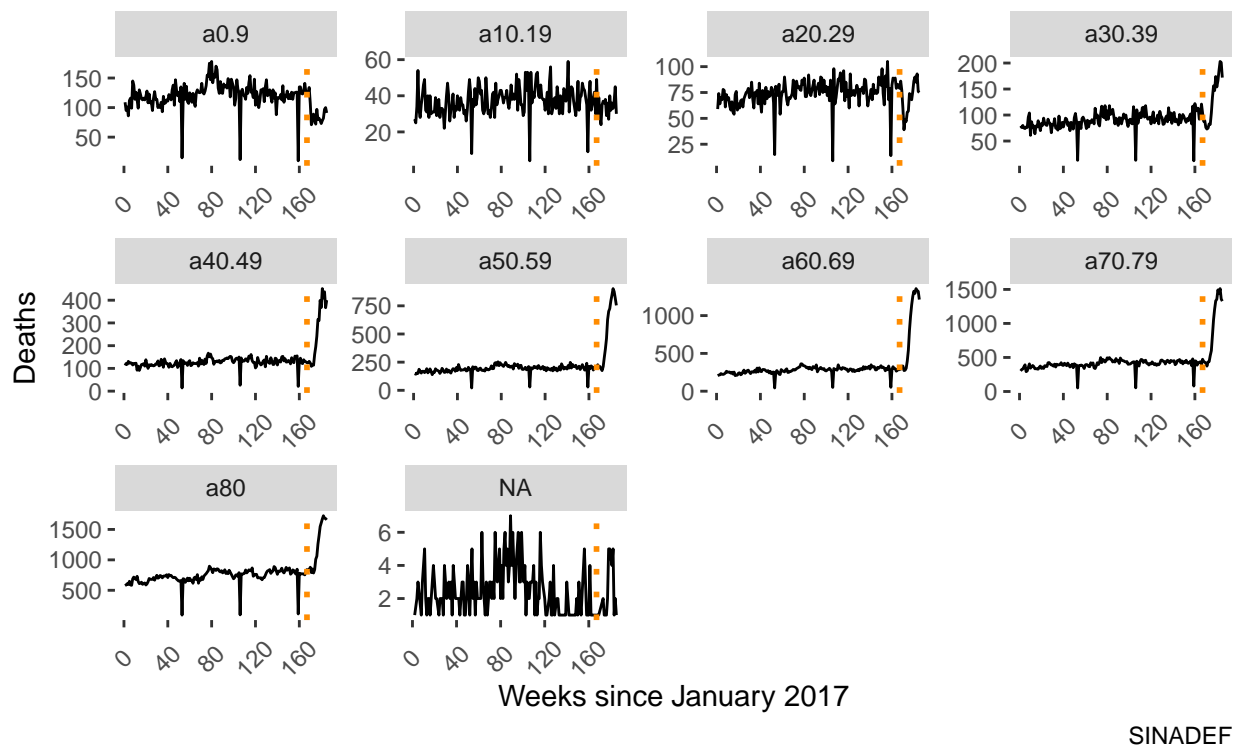 a0.9 a10.19 a20.29 a30.39
150 100 50
60 40 20
100 75 50 25
200 150 100 50
0 40 80 120 160
0 40 80 120 160
0 40 80 120 160
0 40 80 120 160
Deaths
a40.49 a50.59 a60.69 a70.79
400 300 200 100 0
750 500 250 0
1000 500 0
1500 1000 500 0
0 40 80 120 160
0 40 80 120 160
0 40 80 120 160
0 40 80 120 160
a80 NA
1500 1000 500
6 4 2
0 40 80 120 160
0 40 80 120 160
Weeks since January 2017
SINADEF